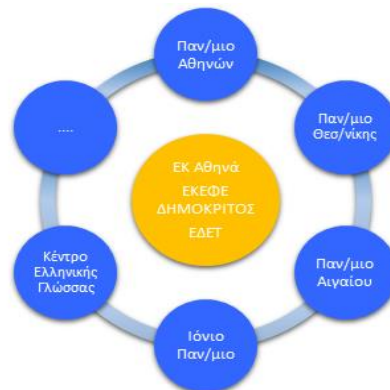 Παν/μιο
Αθηνών
....
Παν/μιο
Θεσ/νίκης
ΕΚ Αθηνά
ΕΚΕΦΕ
ΔΗΜΟΚΡΙΤΟΣ
ΕΔΕΤ
Κέντρο
Ελληνικής
Γλώσσας
Παν/μιο
Αιγαίου
Ιόνιο
Παν/μιο